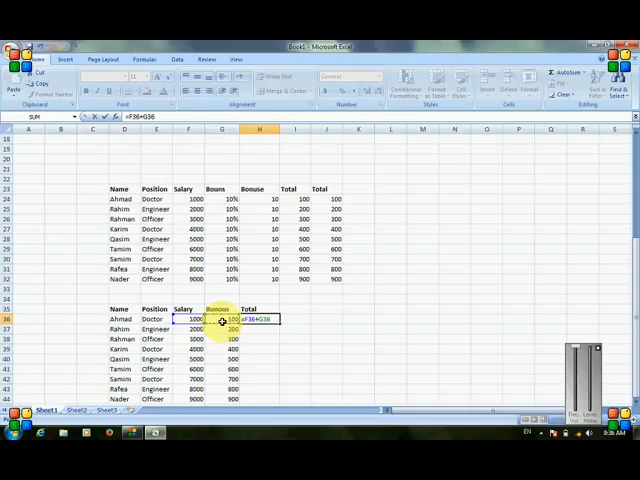 Book1 - Microsoft Excel
Home Insert Page Layout Formulas Data Review View
Paste Cut Copy Format Painter Clipboard
11 Font
Wrap Text Merge & Center Alignment
General Number
Conditional Formatting Format as Table Cell Styles Styles
Insert Delete Format Cells
AutoSum Fill Clear Sort & Filter Find & Select Editing
SUM =F36+G36
A B C D E F G H I J K L M N O P Q R S
18
19
20
21
22
23 Name Position Salary Bouns Bonuse Total Total
24 Ahmad Doctor 1000 10% 10 100 100
25 Rahim Engineer 2000 10% 10 200 200
26 Rahman Officer 3000 10% 10 300 300
27 Karim Doctor 4000 10% 10 400 400
28 Qasim Engineer 5000 10% 10 500 500
29 Tamim Officer 6000 10% 10 600 600
30 Samim Doctor 7000 10% 10 700 700
31 Rafea Engineer 8000 10% 10 800 800
32 Nader Officer 9000 10% 10 900 900
33
34
35 Name Position Salary Bunous Total
36 Ahmad Doctor 1000 100 =F36+G36
37 Rahim Engineer 2000 200
38 Rahman Officer 3000 300
39 Karim Doctor 4000 400
40 Qasim Engineer 5000 500
41 Tamim Officer 6000 600
42 Samim Doctor 7000 700
43 Rafea Engineer 8000 800
44 Nader Officer 9000 900
Sheet1 Sheet2 Sheet3
Rec. Vol. Level Meter
EN 9:36 AM